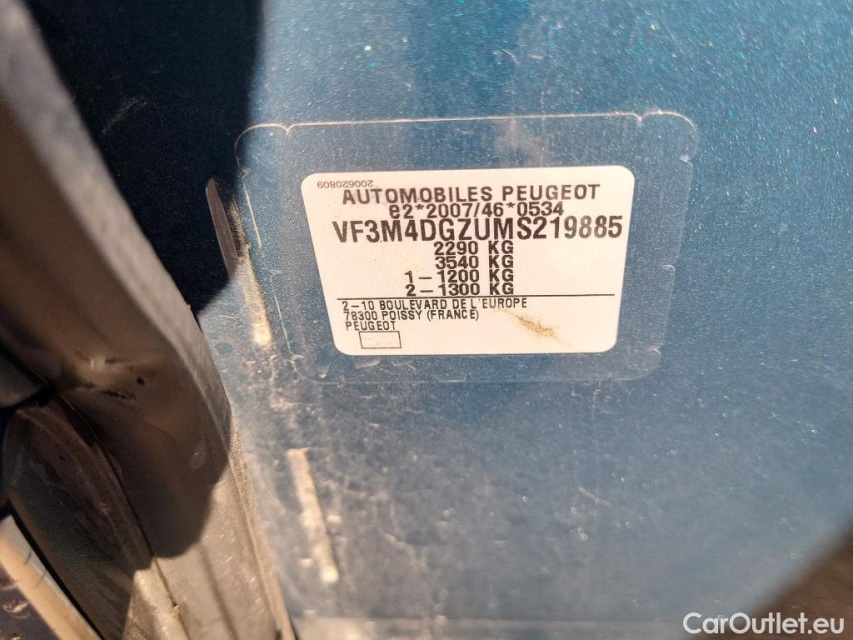 200620809
AUTOMOBILES PEUGEOT
e2*2007/46*0534
VF3M4DGZUMS219885
2290 KG
3540 KG
1-1200 KG
2-1300 KG
2-10 BOULEVARD DE L'EUROPE
78300 POISSY (FRANCE)
PEUGEOT
CarOutlet.eu